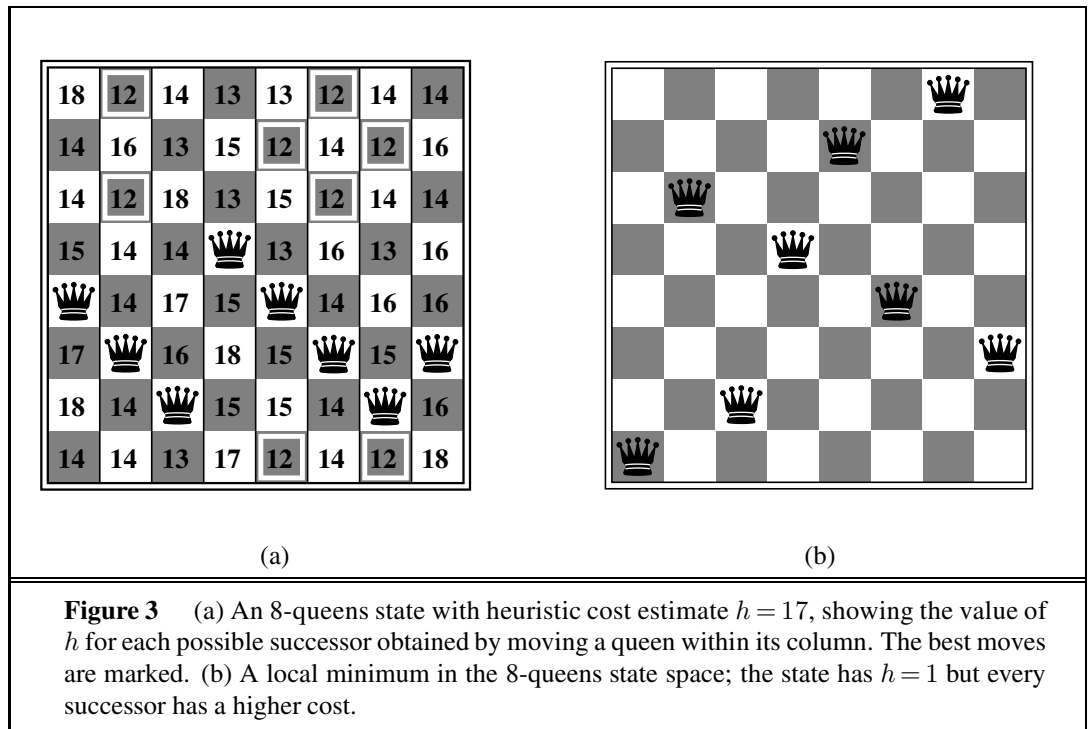 18 12 14 13 13 12 14 14
14 16 13 15 12 14 12 16
14 12 18 13 15 12 14 14
15 14 14 13 16 13 16
14 17 15 14 16 16
17 16 18 15 15
18 14 15 15 14 16
14 14 13 17 12 14 12 18
(a)
(b)
Figure 3 (a) An 8-queens state with heuristic cost estimate h = 17, showing the value of
h for each possible successor obtained by moving a queen within its column. The best moves
are marked. (b) A local minimum in the 8-queens state space; the state has h = 1 but every
successor has a higher cost.